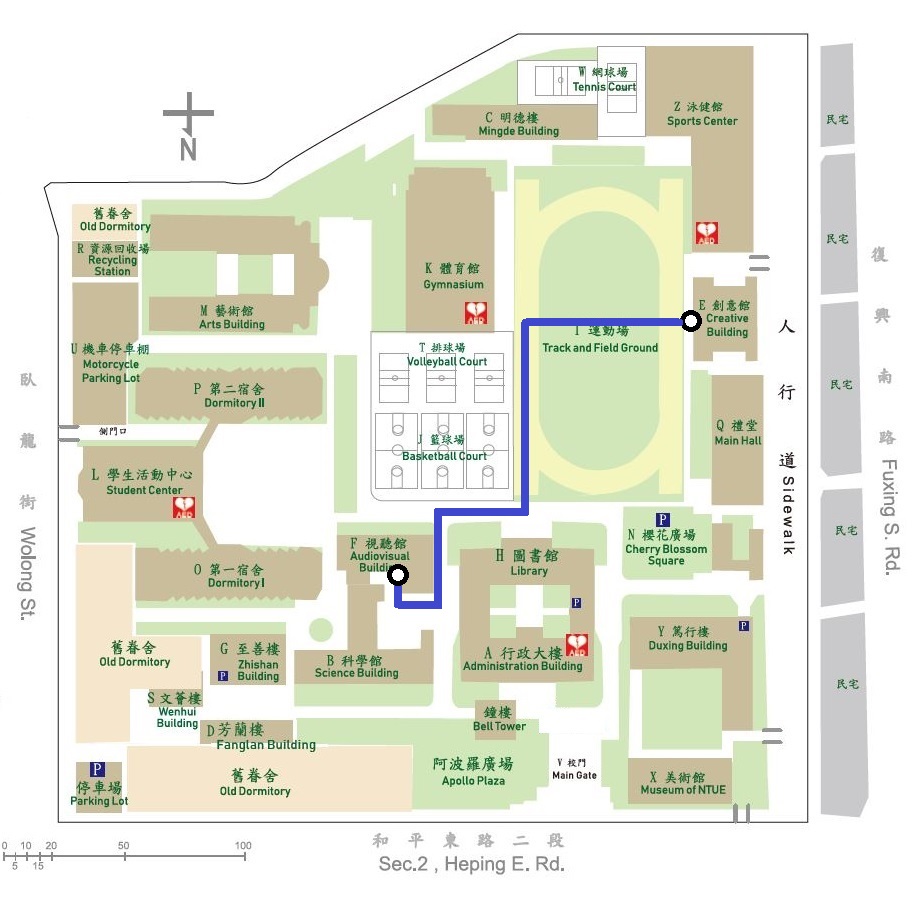 W 網球場
Tennis Court
Z 泳健館
Sports Center
C 明德樓
Mingde Building
民宅
N
舊眷舍
Old Dormitory
R 資源回收場
Recycling
Station
AED
民宅
復興南路
Fuxing S. Rd.
K 體育館
Gymnasium
AED
M 藝術館
Arts Building
E 創意館
Creative
Building
I 運動場
Track and Field Ground
人行道 Sidewalk
U 機車停車棚
Motorcycle
Parking Lot
T 排球場
Volleyball Court
P 第二宿舍
Dormitory II
民宅
臥龍街
Wolong St.
側門口
J 籃球場
Basketball Court
Q 禮堂
Main Hall
L 學生活動中心
Student Center
AED
P
N 櫻花廣場
Cherry Blossom
Square
民宅
F 視聽館
Audiovisual
Building
H 圖書館
Library
P
O 第一宿舍
Dormitory I
舊眷舍
Old Dormitory
G 至善樓
Zhishan
Building
P
B 科學館
Science Building
A 行政大樓
Administration Building
AED
Y 篤行樓
Duxing Building
P
民宅
S 文薈樓
Wenhui
Building
D 芳蘭樓
Fanglan Building
鐘樓
Bell Tower
P
停車場
Parking Lot
舊眷舍
Old Dormitory
阿波羅廣場
Apollo Plaza
V 校門
Main Gate
X 美術館
Museum of NTUE
和平東路二段
Sec.2 , Heping E. Rd.
0 10 20 50 100
5 15